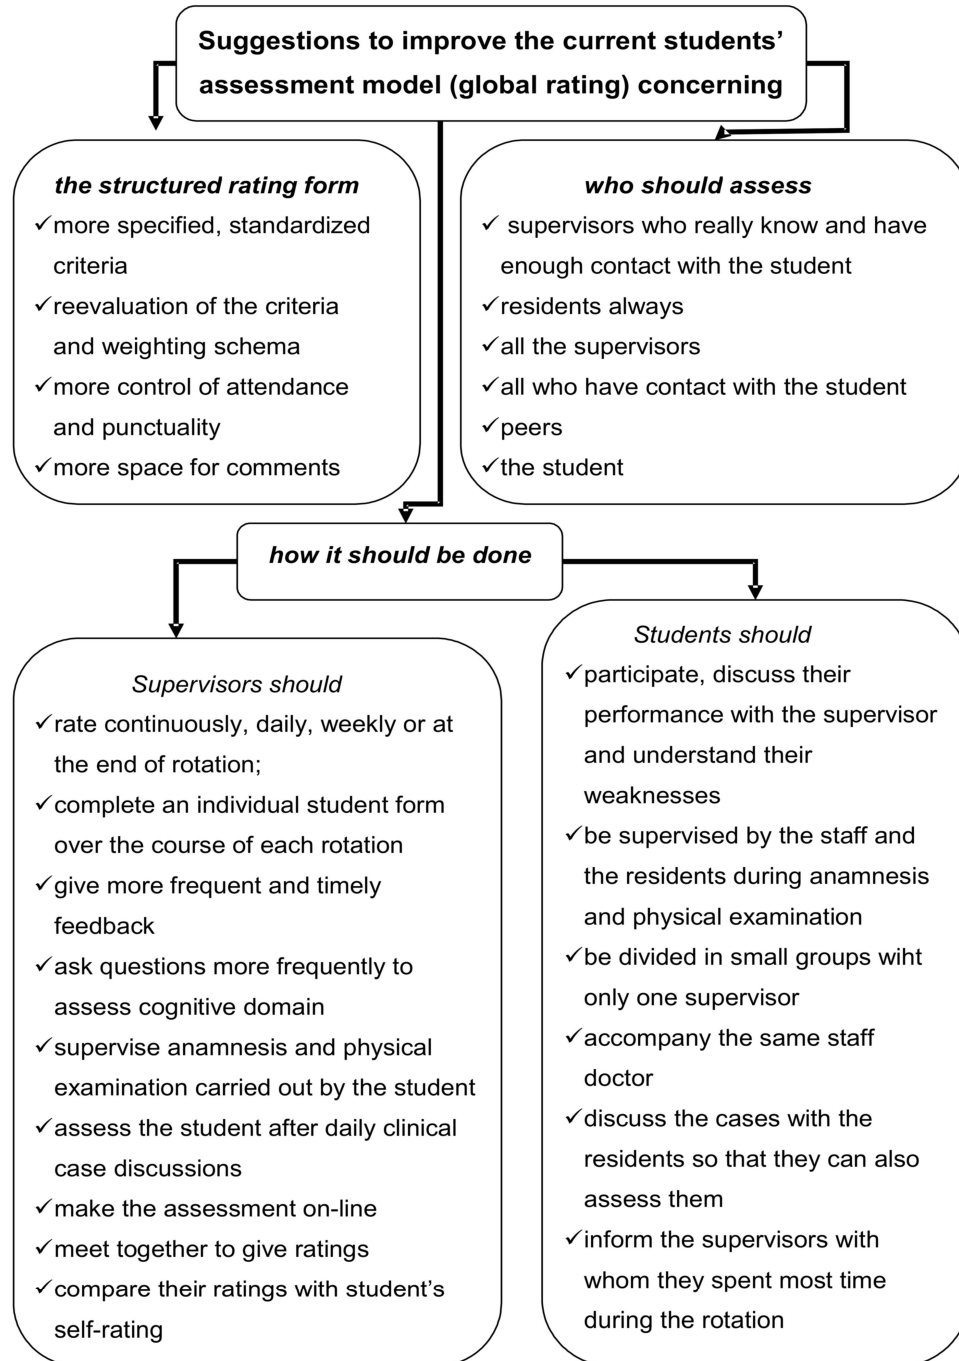 Suggestions to improve the current students’
assessment model (global rating) concerning
the structured rating form
✓more specified, standardized
criteria
✓reevaluation of the criteria
and weighting schema
✓more control of attendance
and punctuality
✓more space for comments
who should assess
✓ supervisors who really know and have
enough contact with the student
✓residents always
✓all the supervisors
✓all who have contact with the student
✓peers
✓the student
how it should be done
Supervisors should
✓rate continuously, daily, weekly or at
the end of rotation;
✓complete an individual student form
over the course of each rotation
✓give more frequent and timely
feedback
✓ask questions more frequently to
assess cognitive domain
✓supervise anamnesis and physical
examination carried out by the student
✓assess the student after daily clinical
case discussions
✓make the assessment on-line
✓meet together to give ratings
✓compare their ratings with student’s
self-rating
Students should
✓participate, discuss their
performance with the supervisor
and understand their
weaknesses
✓be supervised by the staff and
the residents during anamnesis
and physical examination
✓be divided in small groups wiht
only one supervisor
✓accompany the same staff
doctor
✓discuss the cases with the
residents so that they can also
assess them
✓inform the supervisors with
whom they spent most time
during the rotation